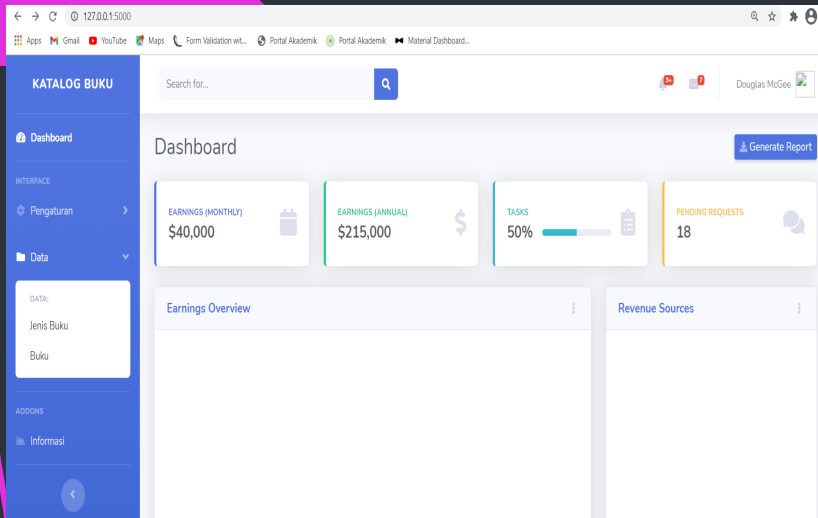 127.0.0.1:5000
Apps Gmail YouTube Maps Form Validation wit... Portal Akademik Portal Akademik Material Dashboard...
KATALOG BUKU
Search for...
3+
7
Douglas McGee
Dashboard
Dashboard
Generate Report
INTERFACE
Pengaturan
Data
DATA:
Jenis Buku
Buku
ADDONS
Informasi
EARNINGS (MONTHLY)
$40,000
EARNINGS (ANNUAL)
$215,000
TASKS
50%
PENDING REQUESTS
18
Earnings Overview
Revenue Sources